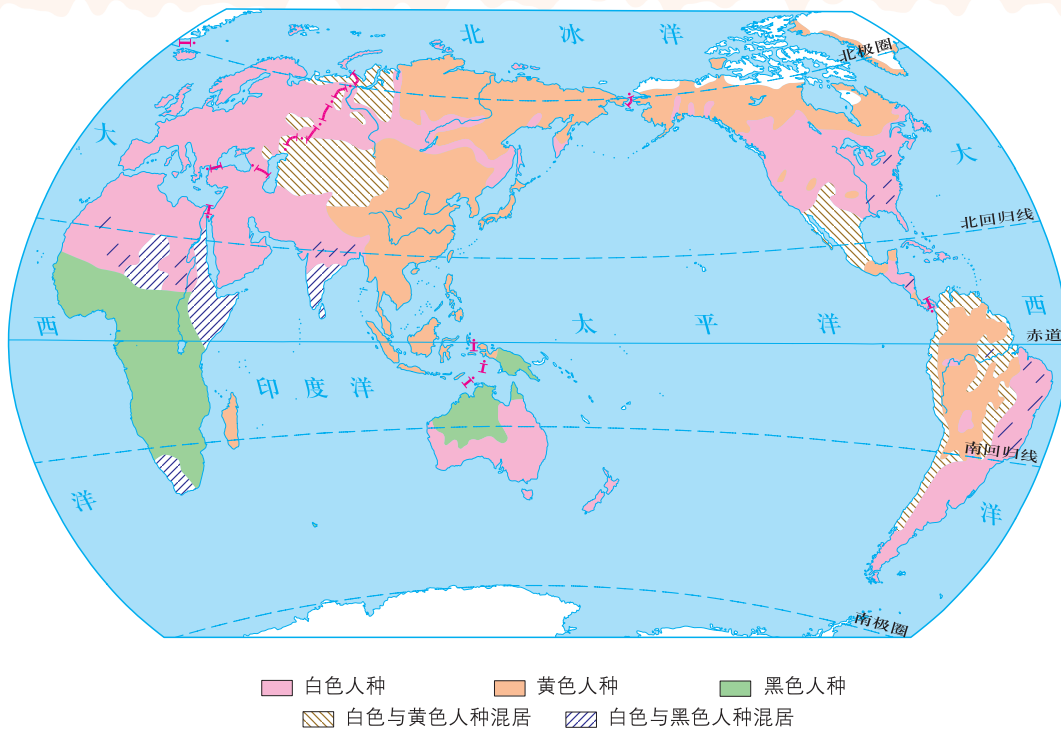 北冰洋
北极圈
大
大
西
西
洋
洋
北回归线
太平洋
赤道
印度洋
南回归线
南极圈
白色人种
黄色人种
黑色人种
白色与黄色人种混居
白色与黑色人种混居